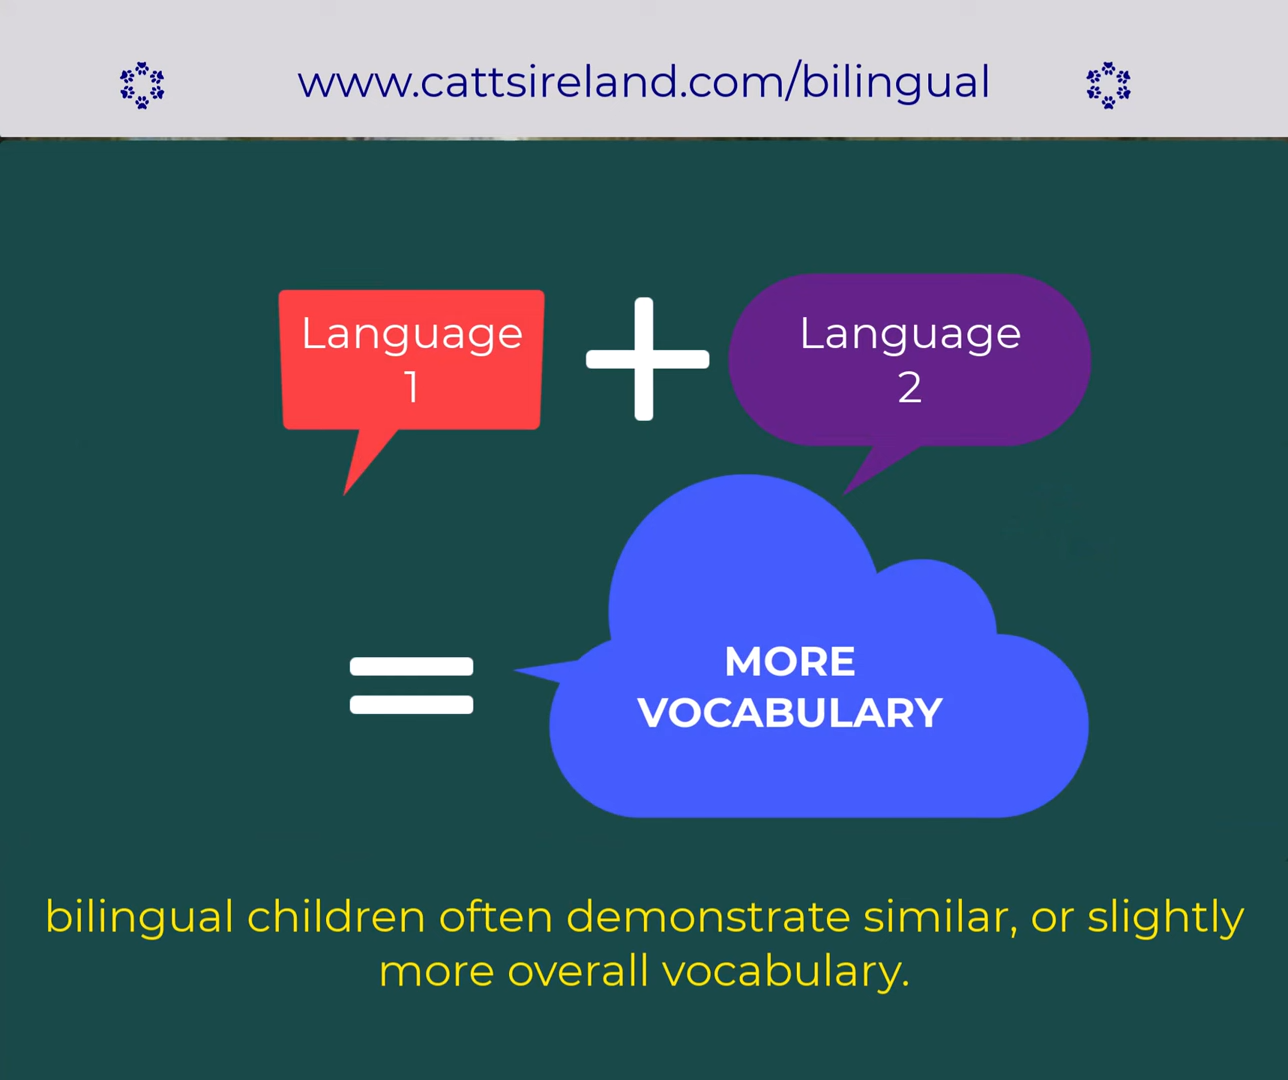 www.cattsireland.com/bilingual
Language
1
Language
2
MORE
VOCABULARY
bilingual children often demonstrate similar, or slightly
more overall vocabulary.